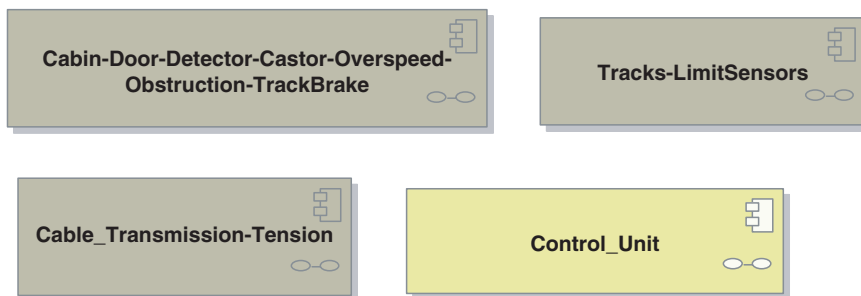 Cabin-Door-Detector-Castor-Overspeed-
Obstruction-TrackBrake
Tracks-LimitSensors
Cable_Transmission-Tension
Control_Unit